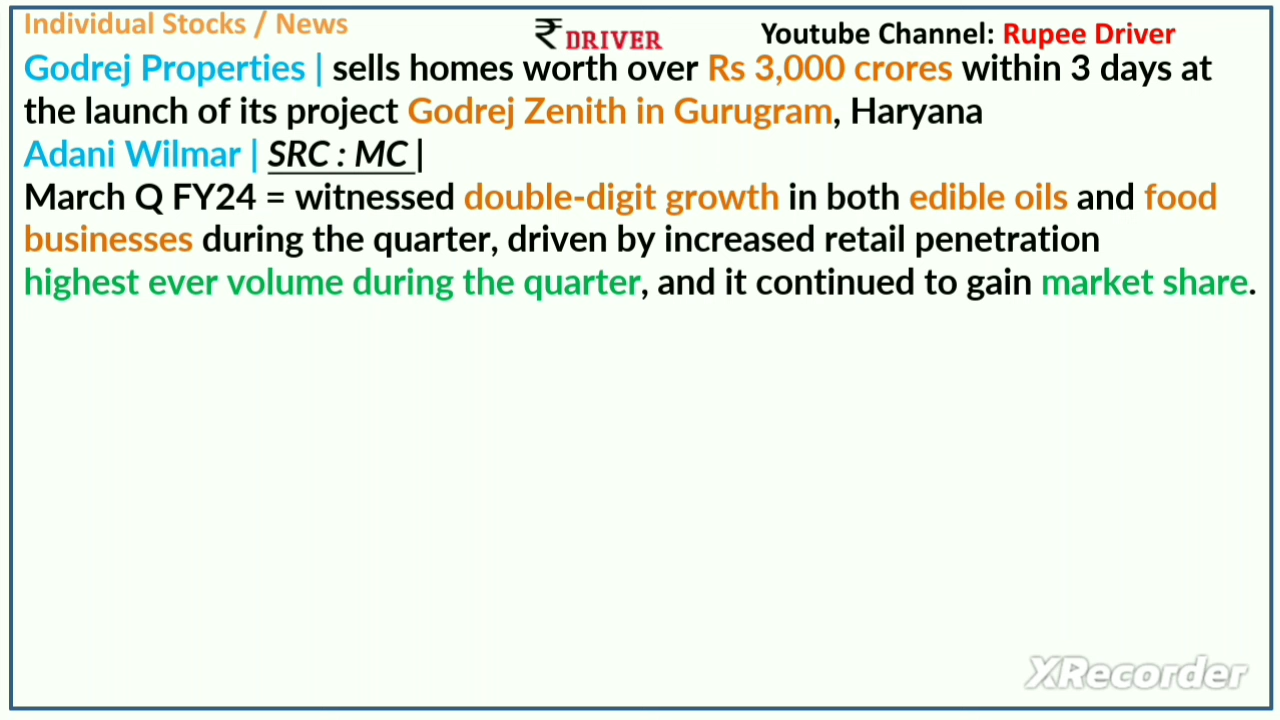 Individual Stocks / News
₹ DRIVER
Youtube Channel: Rupee Driver
Godrej Properties | sells homes worth over Rs 3,000 crores within 3 days at
the launch of its project Godrej Zenith in Gurugram, Haryana
Adani Wilmar | SRC : MC |
March Q FY24 = witnessed double-digit growth in both edible oils and food
businesses during the quarter, driven by increased retail penetration
highest ever volume during the quarter, and it continued to gain market share.
XRecorder